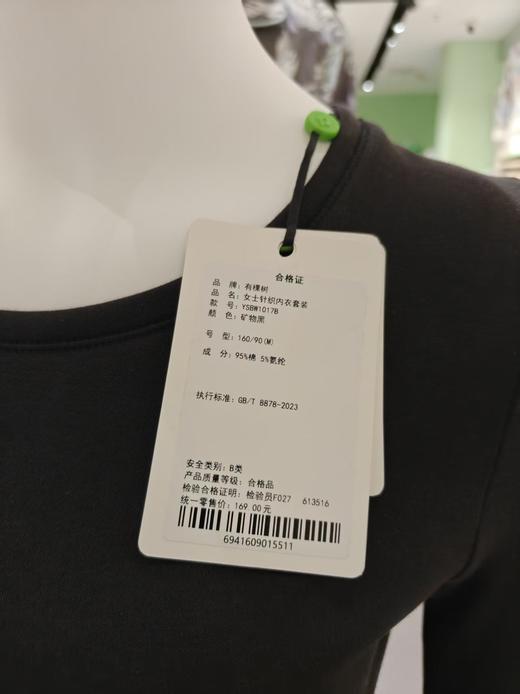 合格证
品 牌：有棵树
品 名：女士针织内衣套装
款 号：YSBW1017B
颜 色：矿物黑
号 型：160/90(M)
成 分：95%棉 5%氨纶
执行标准：GB/T 8878-2023
安全类别：B类
产品质量等级：合格品
检验合格证明：检验员F027 613516
统一零售价：169.00元
6941609015511